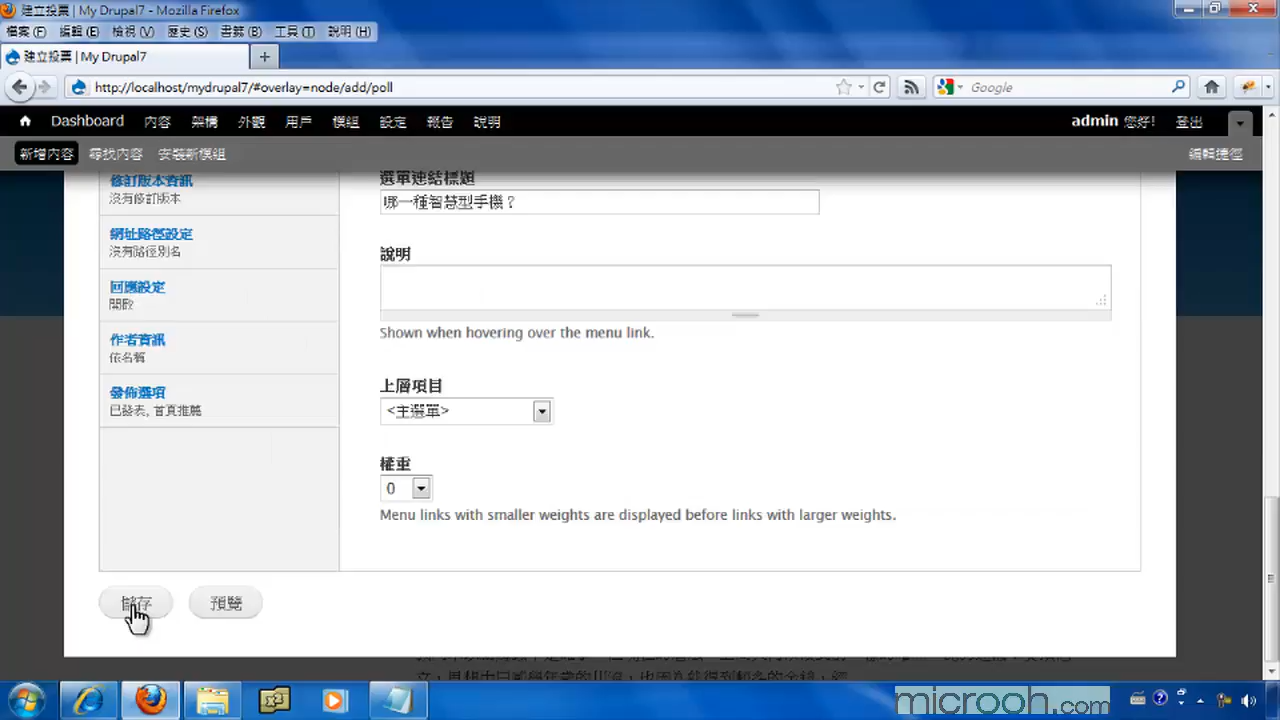 建立投票 | My Drupal7 - Mozilla Firefox
檔案(F) 編輯(E) 檢視(V) 歷史(S) 書籤(B) 工具(T) 說明(H)
建立投票 | My Drupal7
http://localhost/mydrupal7/#overlay=node/add/poll
Google
Dashboard 內容 架構 外觀 用戶 模組 設定 報告 說明 admin 您好! 登出
新增內容 尋找內容 安裝新模組 編輯捷徑
修訂版本資訊
沒有修訂版本
網址路徑設定
沒有路徑別名
回應設定
開啟
作者資訊
依名稱
發佈選項
已發表, 首頁推薦
選單連結標題
哪一種智慧型手機?
說明
Shown when hovering over the menu link.
上層項目
<主選單>
權重
0
Menu links with smaller weights are displayed before links with larger weights.
儲存 預覽
microoh.com